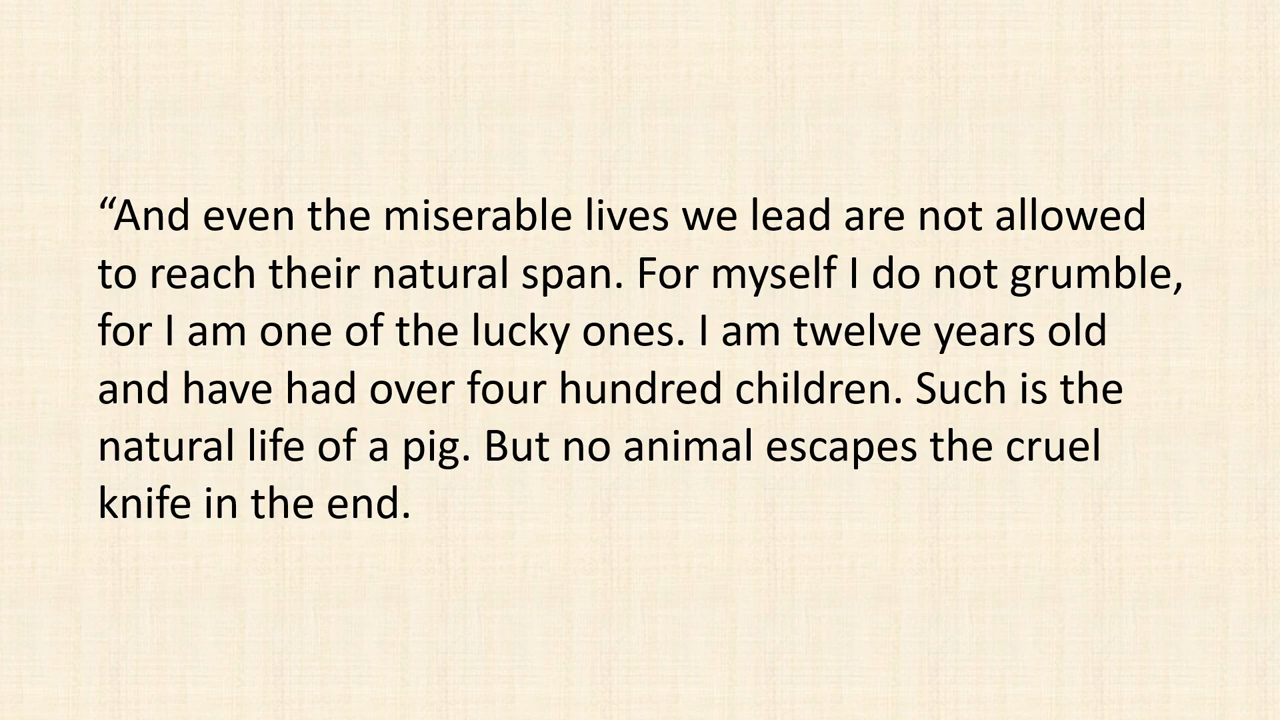 “And even the miserable lives we lead are not allowed
to reach their natural span. For myself I do not grumble,
for I am one of the lucky ones. I am twelve years old
and have had over four hundred children. Such is the
natural life of a pig. But no animal escapes the cruel
knife in the end.